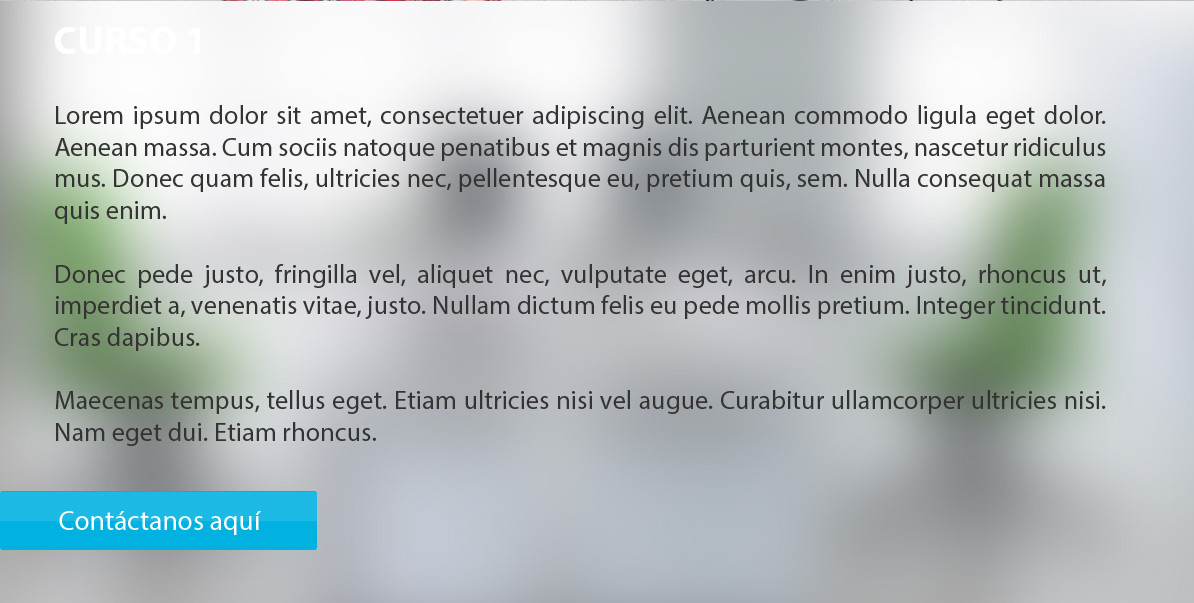 CURSO 1
Lorem ipsum dolor sit amet, consectetuer adipiscing elit. Aenean commodo ligula eget dolor.
Aenean massa. Cum sociis natoque penatibus et magnis dis parturient montes, nascetur ridiculus
mus. Donec quam felis, ultricies nec, pellentesque eu, pretium quis, sem. Nulla consequat massa
quis enim.
Donec pede justo, fringilla vel, aliquet nec, vulputate eget, arcu. In enim justo, rhoncus ut,
imperdiet a, venenatis vitae, justo. Nullam dictum felis eu pede mollis pretium. Integer tincidunt.
Cras dapibus.
Maecenas tempus, tellus eget. Etiam ultricies nisi vel augue. Curabitur ullamcorper ultricies nisi.
Nam eget dui. Etiam rhoncus.
Contáctanos aquí